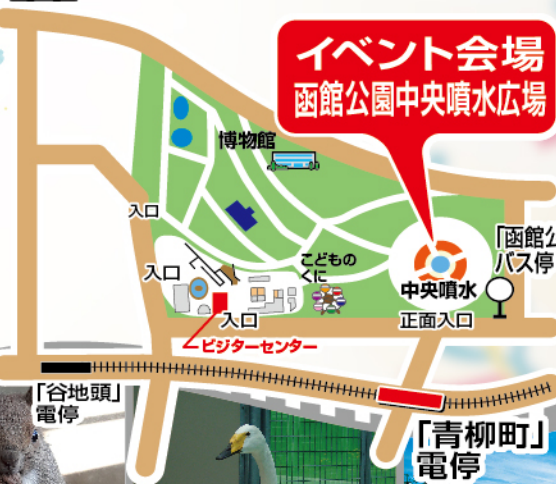 イベント会場
函館公園中央噴水広場
博物館
入口
入口
こどもの
くに
「函館公
バス停
中央噴水
入口
正面入口
ビジターセンター
「谷地頭」
電停
「青柳町」
電停